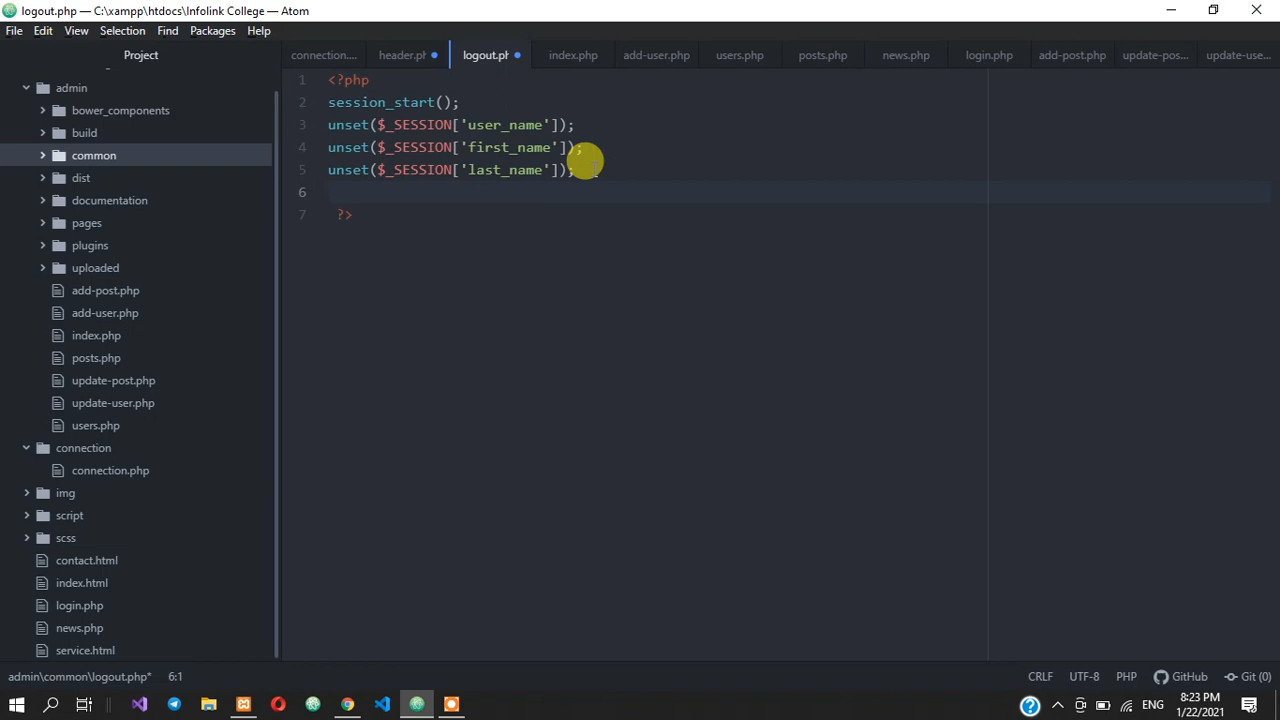 logout.php — C:\xampp\htdocs\Infolink College — Atom
File Edit View Selection Find Packages Help
Project
connection.... header.ph logout.ph index.php add-user.php users.php posts.php news.php login.php add-post.php update-pos... update-use...
admin
bower_components
build
common
dist
documentation
pages
plugins
uploaded
add-post.php
add-user.php
index.php
posts.php
update-post.php
update-user.php
users.php
connection
connection.php
img
script
scss
contact.html
index.html
login.php
news.php
service.html
1 <?php
2 session_start();
3 unset($_SESSION['user_name']);
4 unset($_SESSION['first_name']);
5 unset($_SESSION['last_name']);
6
7 ?>
admin\common\logout.php* 6:1 CRLF UTF-8 PHP GitHub Git (0)
ENG 8:23 PM
1/22/2021